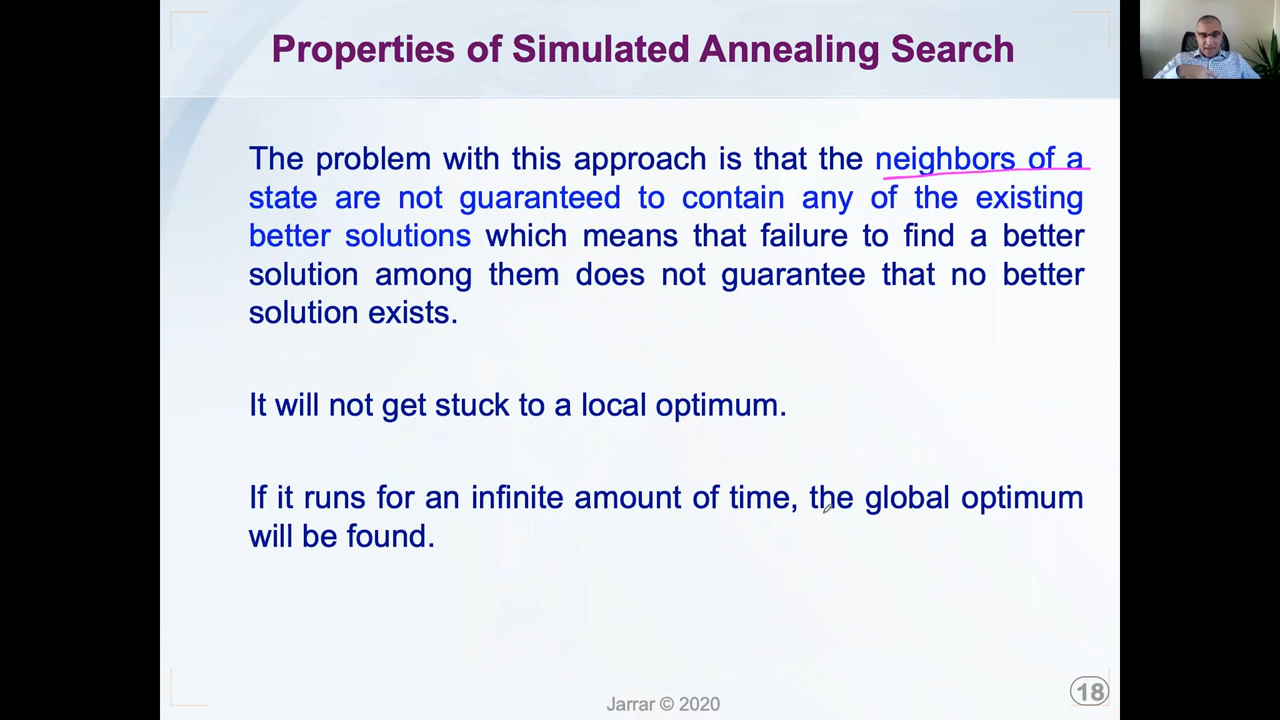 Properties of Simulated Annealing Search
The problem with this approach is that the neighbors of a
state are not guaranteed to contain any of the existing
better solutions which means that failure to find a better
solution among them does not guarantee that no better
solution exists.
It will not get stuck to a local optimum.
If it runs for an infinite amount of time, the global optimum
will be found.
Jarrar © 2020
18